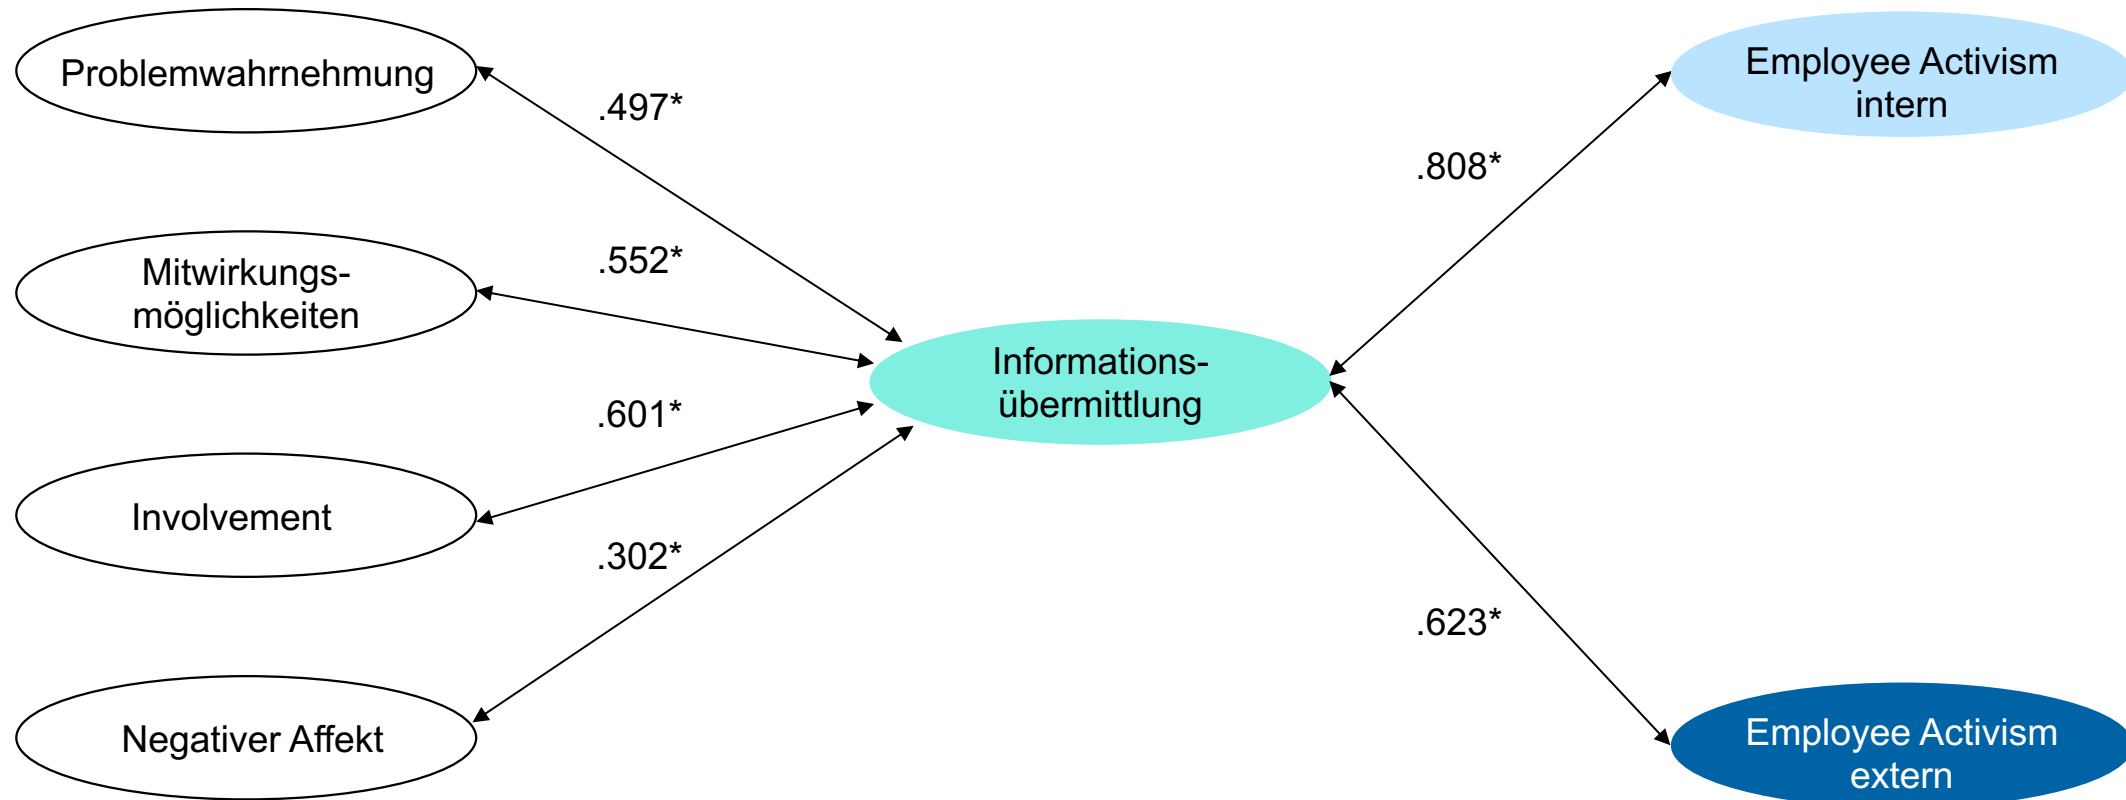 Problemwahrnehmung
.497*
Mitwirkungs-
möglichkeiten
.552*
Involvement
.601*
Negativer Affekt
.302*
Informations-
übermittlung
.808*
Employee Activism
intern
.623*
Employee Activism
extern